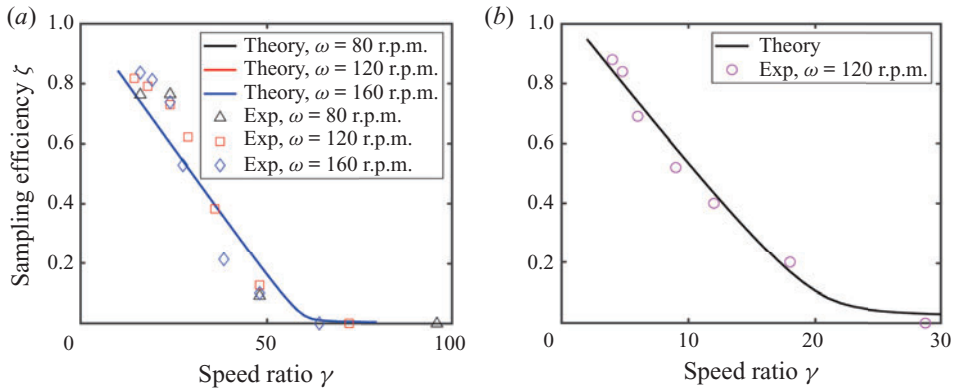 (a)
1.0
0.8
0.6
0.4
0.2
0
50
100
Sampling efficiency ζ
Speed ratio γ
Theory, ω = 80 r.p.m.
Theory, ω = 120 r.p.m.
Theory, ω = 160 r.p.m.
Exp, ω = 80 r.p.m.
Exp, ω = 120 r.p.m.
Exp, ω = 160 r.p.m.
(b)
1.0
0.8
0.6
0.4
0.2
0
10
20
30
Speed ratio γ
Theory
Exp, ω = 120 r.p.m.